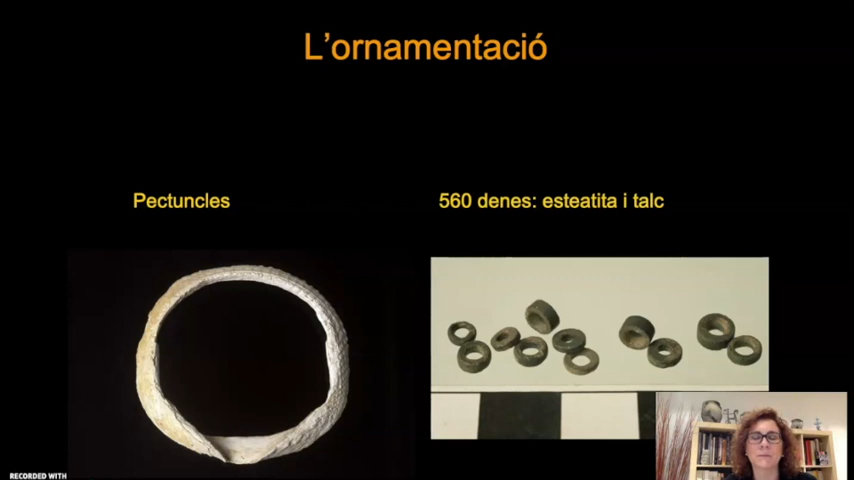 L'ornamentació
Pectuncles
560 denes: esteatita i talc
RECORDED WITH